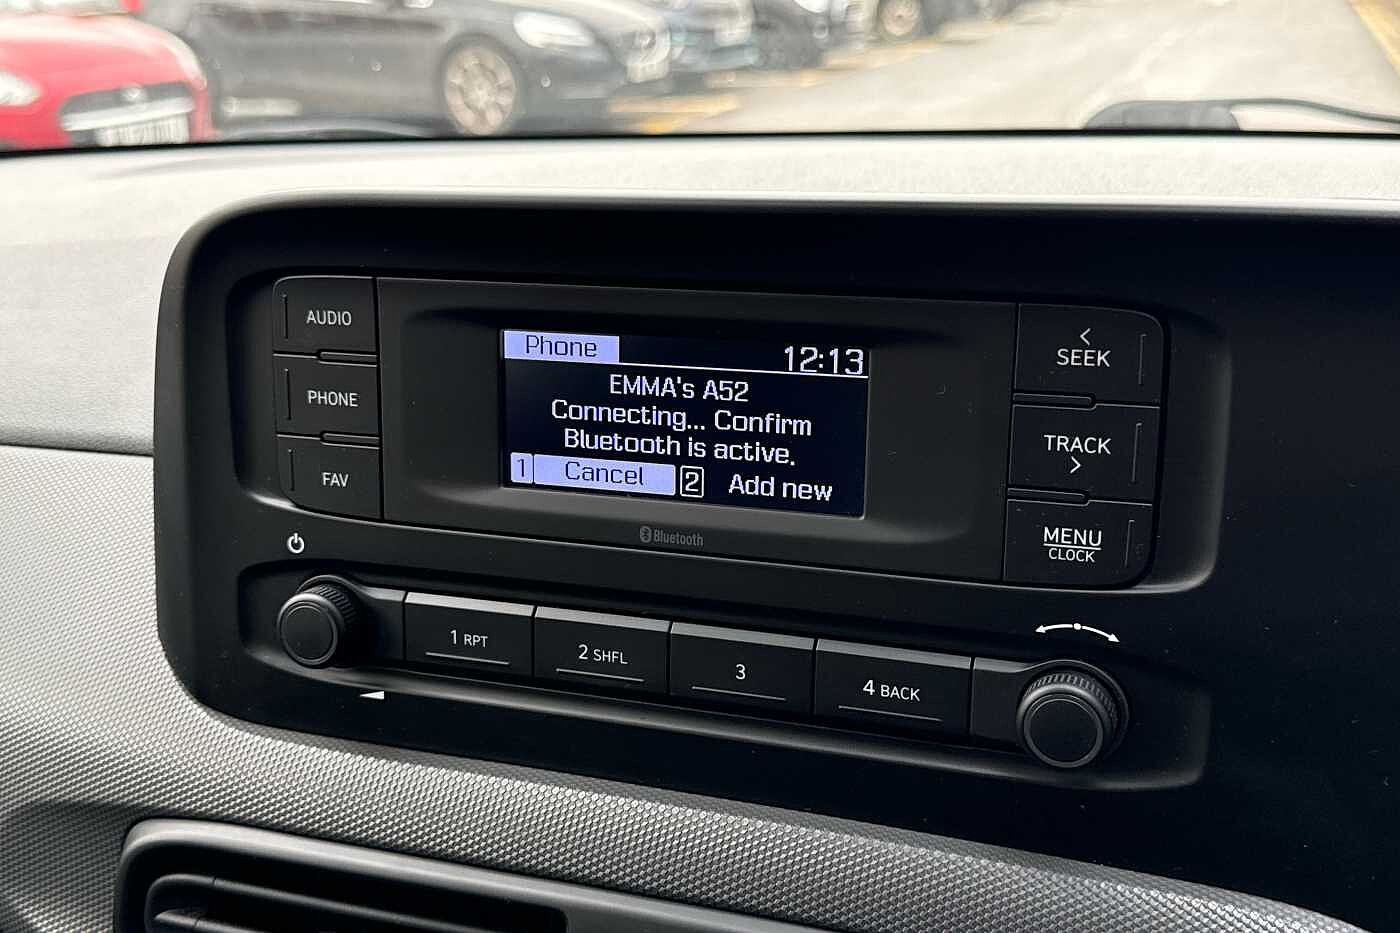 AUDIO
PHONE
FAV
Phone 12:13
EMMA's A52
Connecting... Confirm
Bluetooth is active.
1 Cancel 2 Add new
Bluetooth
<
SEEK
TRACK
>
MENU
CLOCK
1 RPT
2 SHFL
3
4 BACK